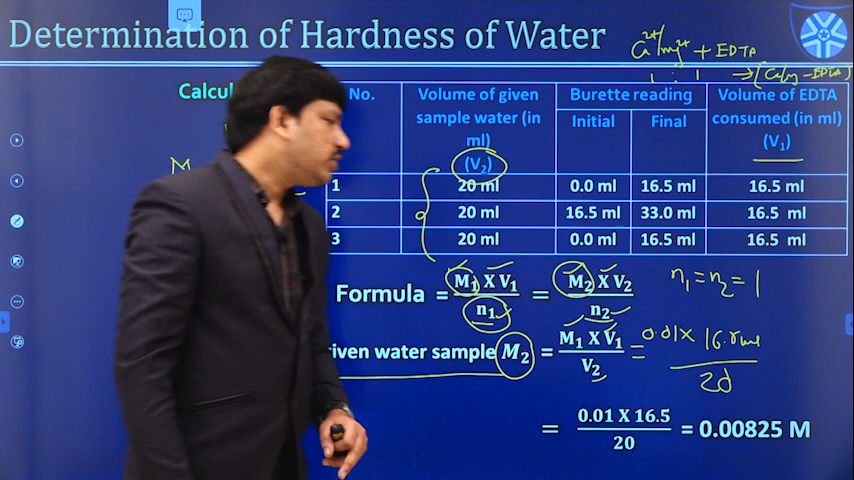 Determination of Hardness of Water
Ca2+/Mg2+ + EDTA
1 : 1 → [Ca/Mg-EDTA]
Calcul
No.
Volume of given sample water (in ml) (V2)
Burette reading
Initial
Final
Volume of EDTA consumed (in ml) (V1)
1 20 ml 0.0 ml 16.5 ml 16.5 ml
2 20 ml 16.5 ml 33.0 ml 16.5 ml
3 20 ml 0.0 ml 16.5 ml 16.5 ml
M
Formula = M1 X V1 / n1 = M2 X V2 / n2
n1 = n2 = 1
iven water sample M2 = M1 X V1 / V2 = 0.01 x 16.5 ml / 20
= 0.01 X 16.5 / 20 = 0.00825 M